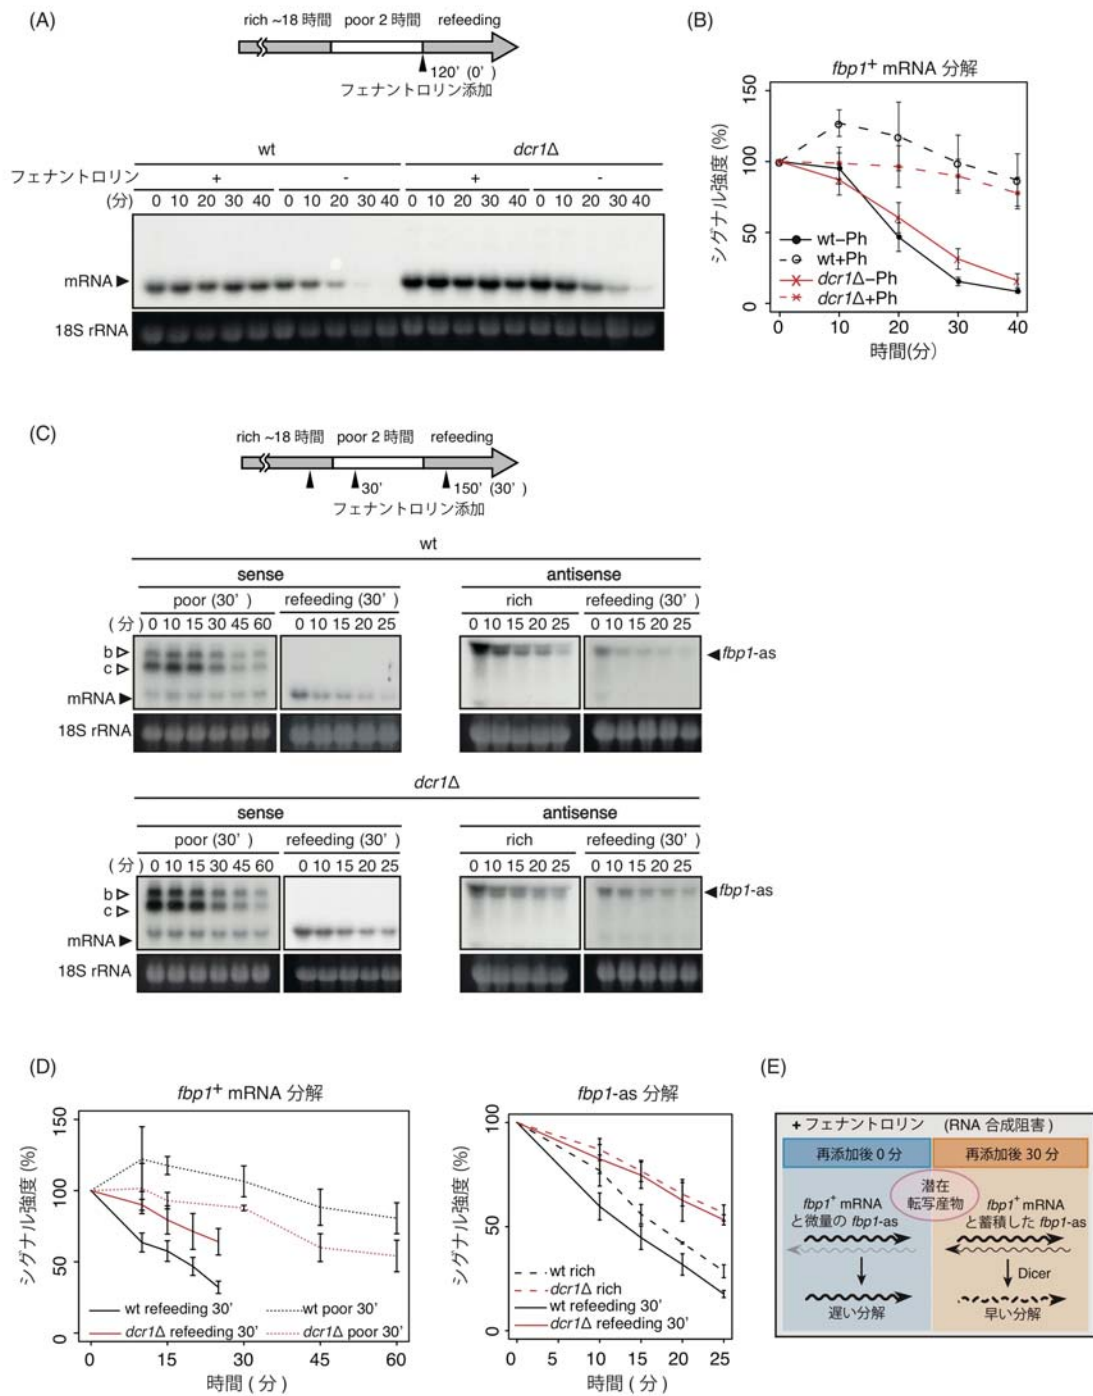 (A)
rich ~18 時間 poor 2 時間 refeeding
120' (0' )
フェナントロリン添加
wt dcr1Δ
フェナントロリン + - + -
(分) 0 10 20 30 40 0 10 20 30 40 0 10 20 30 40 0 10 20 30 40
mRNA
18S rRNA
(B)
fbp1+ mRNA 分解
シグナル強度 (%)
150
100
50
0
wt–Ph
wt+Ph
dcr1Δ–Ph
dcr1Δ+Ph
0 10 20 30 40
時間(分)
(C)
rich ~18 時間 poor 2 時間 refeeding
30' 150' (30' )
フェナントロリン添加
wt
sense antisense
poor (30' ) refeeding (30' ) rich refeeding (30' )
( 分 ) 0 10 15 30 45 60 0 10 15 20 25 0 10 15 20 25 0 10 15 20 25
b
c
fbp1-as
mRNA
18S rRNA
dcr1Δ
sense antisense
poor (30' ) refeeding (30' ) rich refeeding (30' )
( 分 ) 0 10 15 30 45 60 0 10 15 20 25 0 10 15 20 25 0 10 15 20 25
b
c
fbp1-as
mRNA
18S rRNA
(D)
fbp1+ mRNA 分解
シグナル強度 (%)
150
100
50
0
wt refeeding 30' wt poor 30'
dcr1Δ refeeding 30' dcr1Δ poor 30'
0 15 30 45 60
時間 ( 分 )
fbp1-as 分解
シグナル強度 (%)
100
50
0
wt rich
dcr1Δ rich
wt refeeding 30'
dcr1Δ refeeding 30'
0 5 10 15 20 25
時間 ( 分 )
(E)
+ フェナントロリン (RNA 合成阻害 )
再添加後 0 分 再添加後 30 分
潜在
転写産物
fbp1+ mRNA
と微量の fbp1-as
fbp1+ mRNA
と蓄積した fbp1-as
Dicer
遅い分解 早い分解